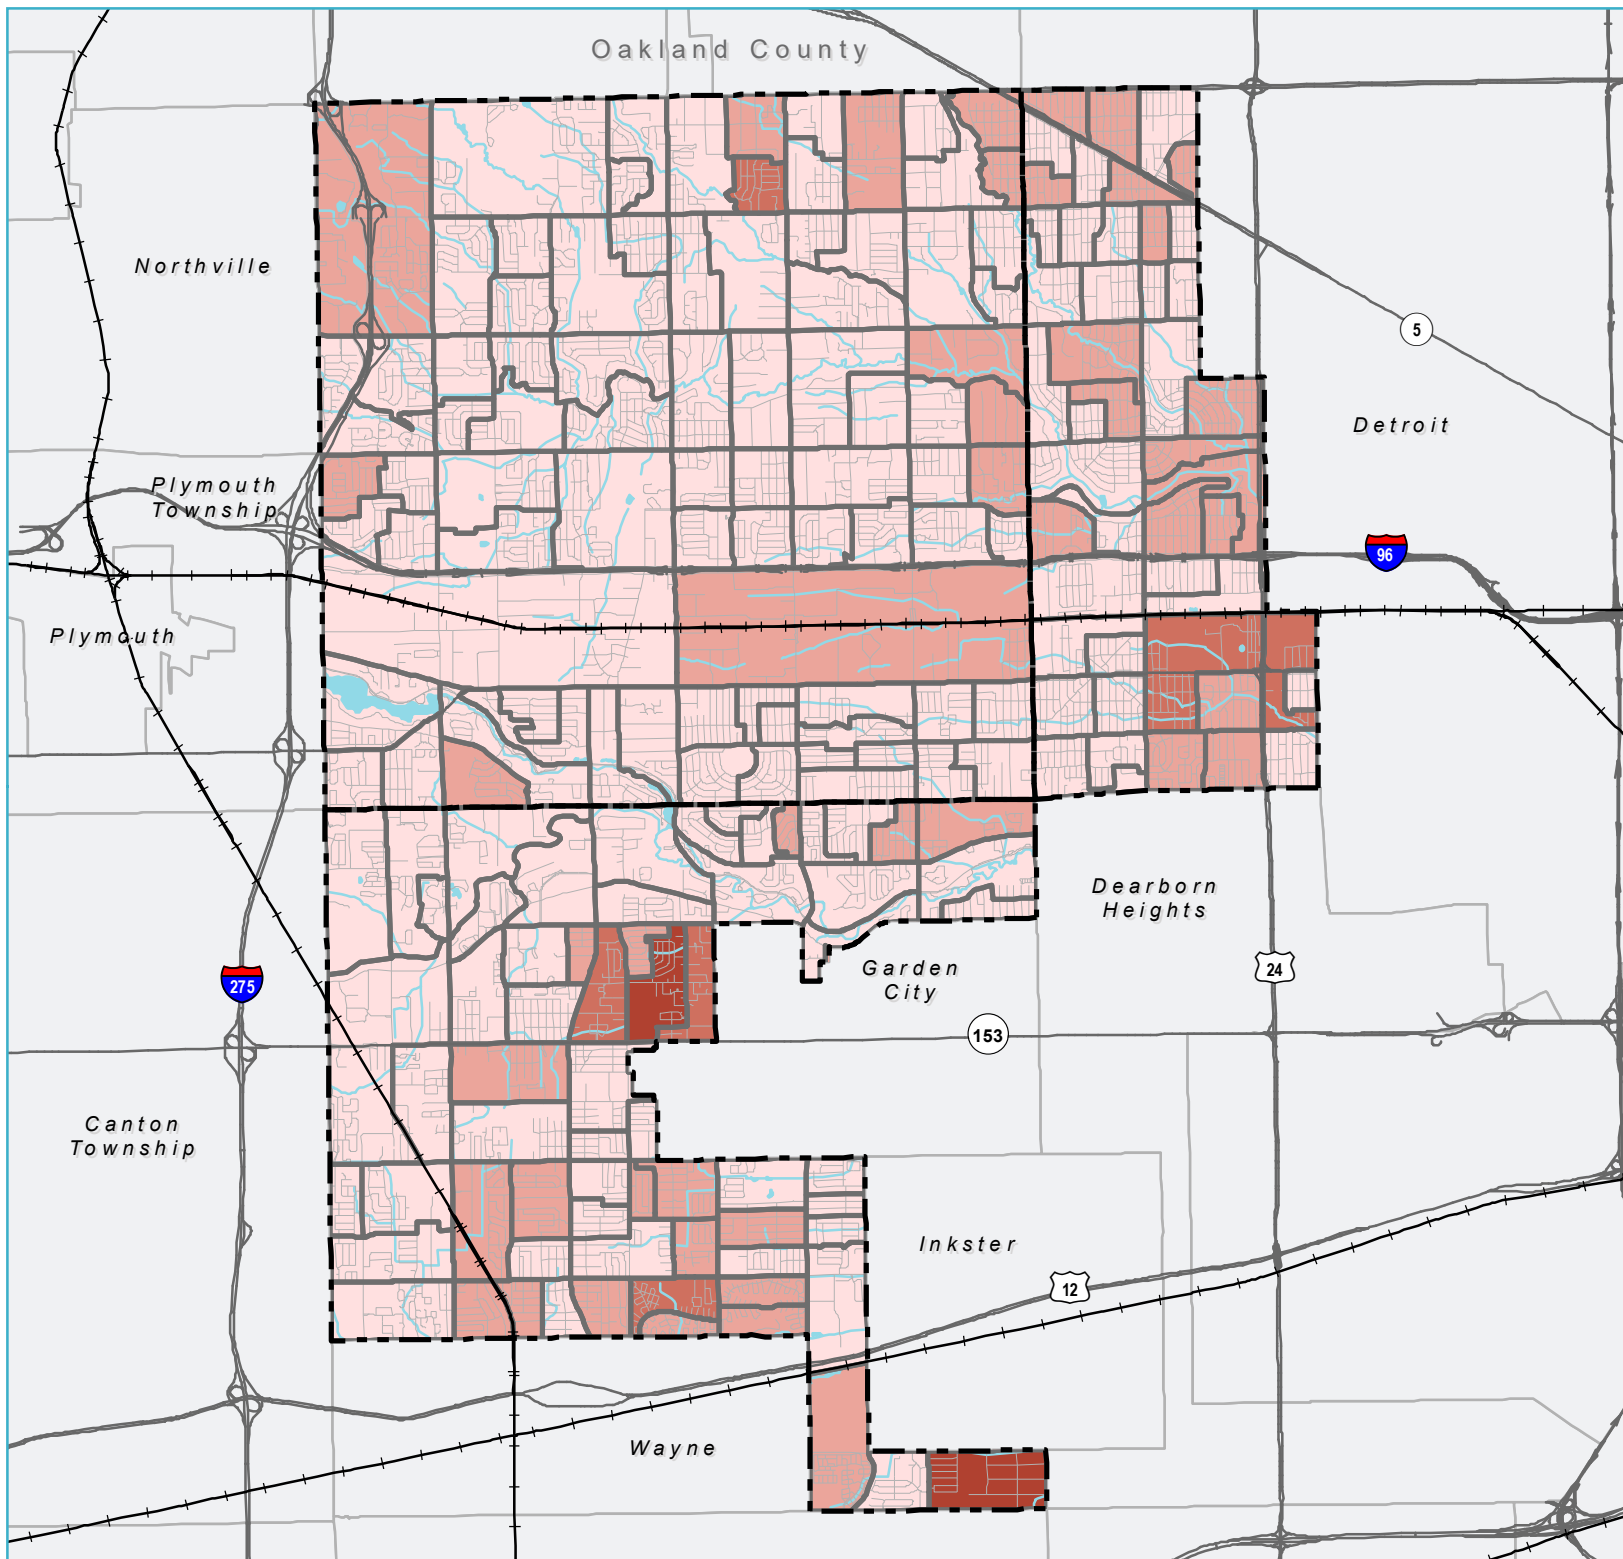 Oakland County
Northville
5
Detroit
Plymouth
Township
96
Plymouth
Dearborn
Heights
Garden
City
24
275
153
Canton
Township
Inkster
12
Wayne